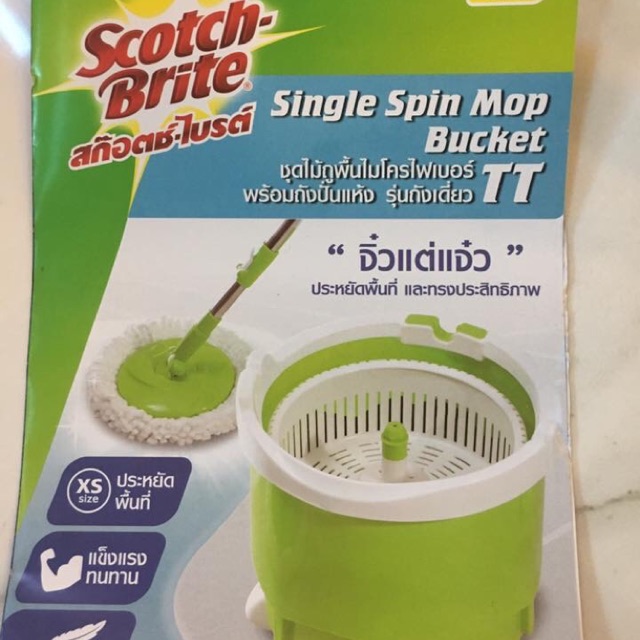 Scotch-
Brite
สก๊อตช์-ไบรต์
Single Spin Mop
Bucket
ชุดไม้ถูพื้นไมโครไฟเบอร์
พร้อมถังปั่นแห้ง รุ่นถังเดี่ยว TT
“ จิ๋วแต่แจ๋ว ”
ประหยัดพื้นที่ และทรงประสิทธิภาพ
XS
size
ประหยัด
พื้นที่
แข็งแรง
ทนทาน